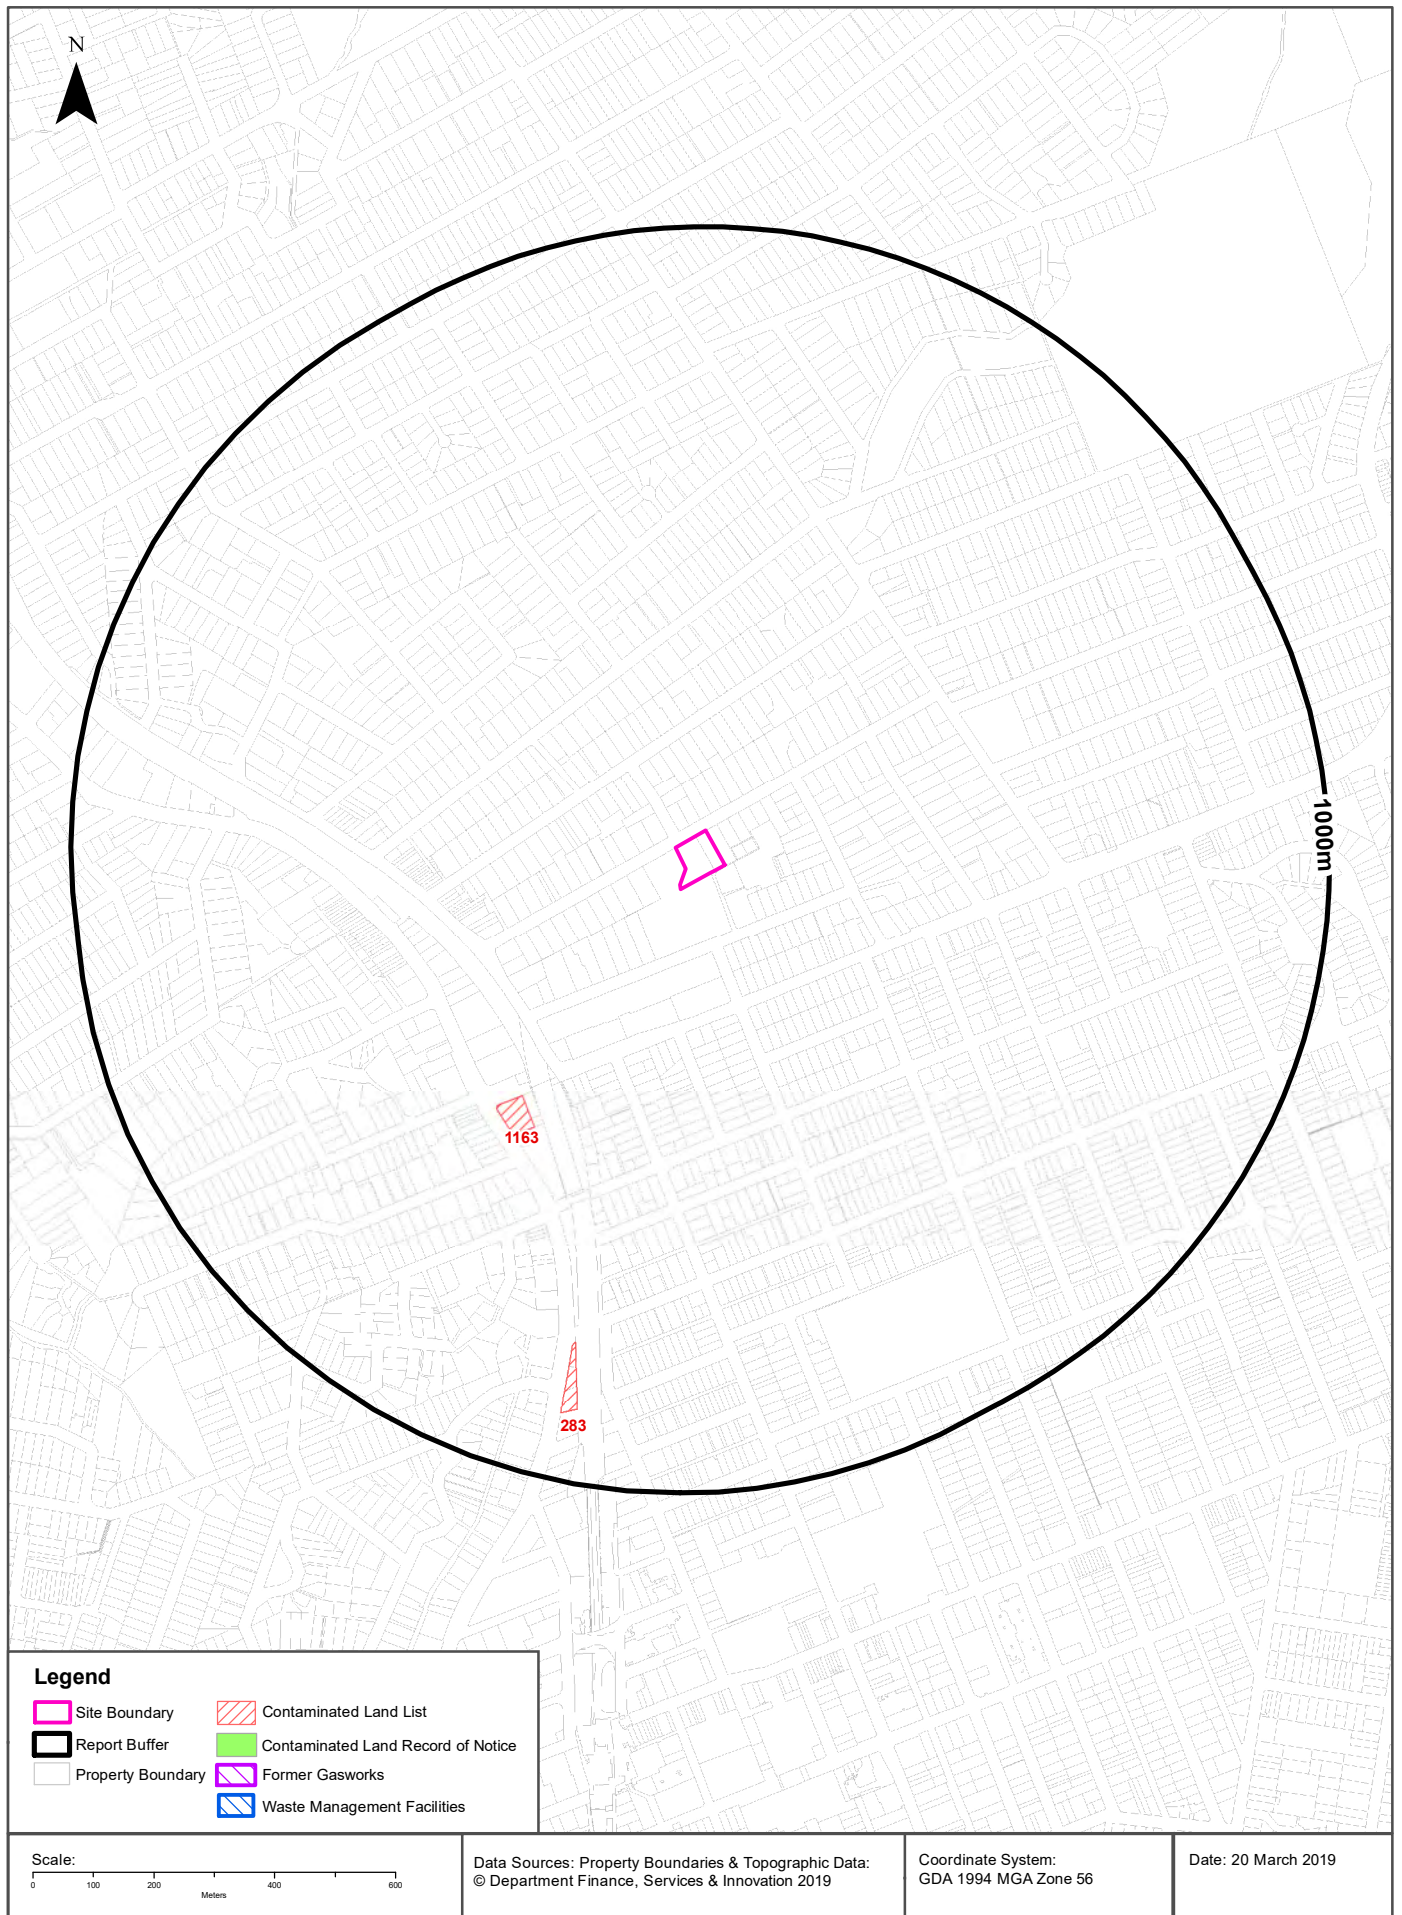 N
1000m
1163
283
Legend
Site Boundary
Report Buffer
Property Boundary
Contaminated Land List
Contaminated Land Record of Notice
Former Gasworks
Waste Management Facilities
Scale:
0 100 200 400 600
Meters
Data Sources: Property Boundaries & Topographic Data:
© Department Finance, Services & Innovation 2019
Coordinate System:
GDA 1994 MGA Zone 56
Date: 20 March 2019